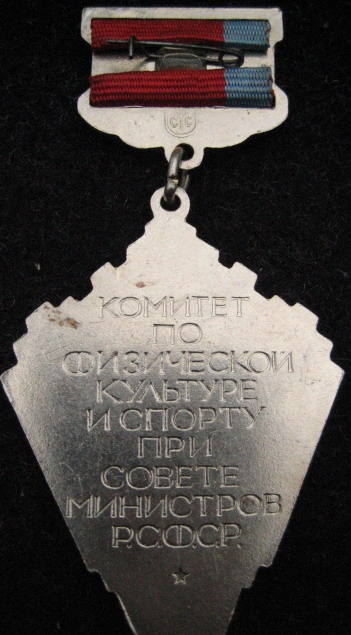 КОМИТЕТ
ПО
ФИЗИЧЕСКОЙ
КУЛЬТУРЕ
И СПОРТУ
ПРИ
СОВЕТЕ
МИНИСТРОВ
Р.С.Ф.С.Р.